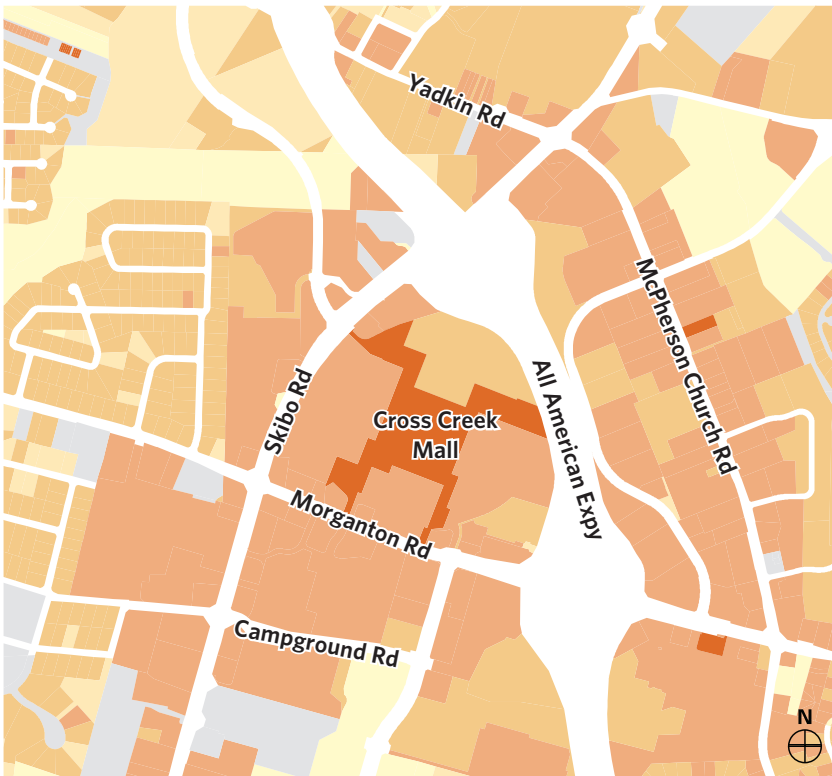 Yadkin Rd
McPherson Church Rd
All American Expy
Skibo Rd
Cross Creek
Mall
Morganton Rd
Campground Rd
N